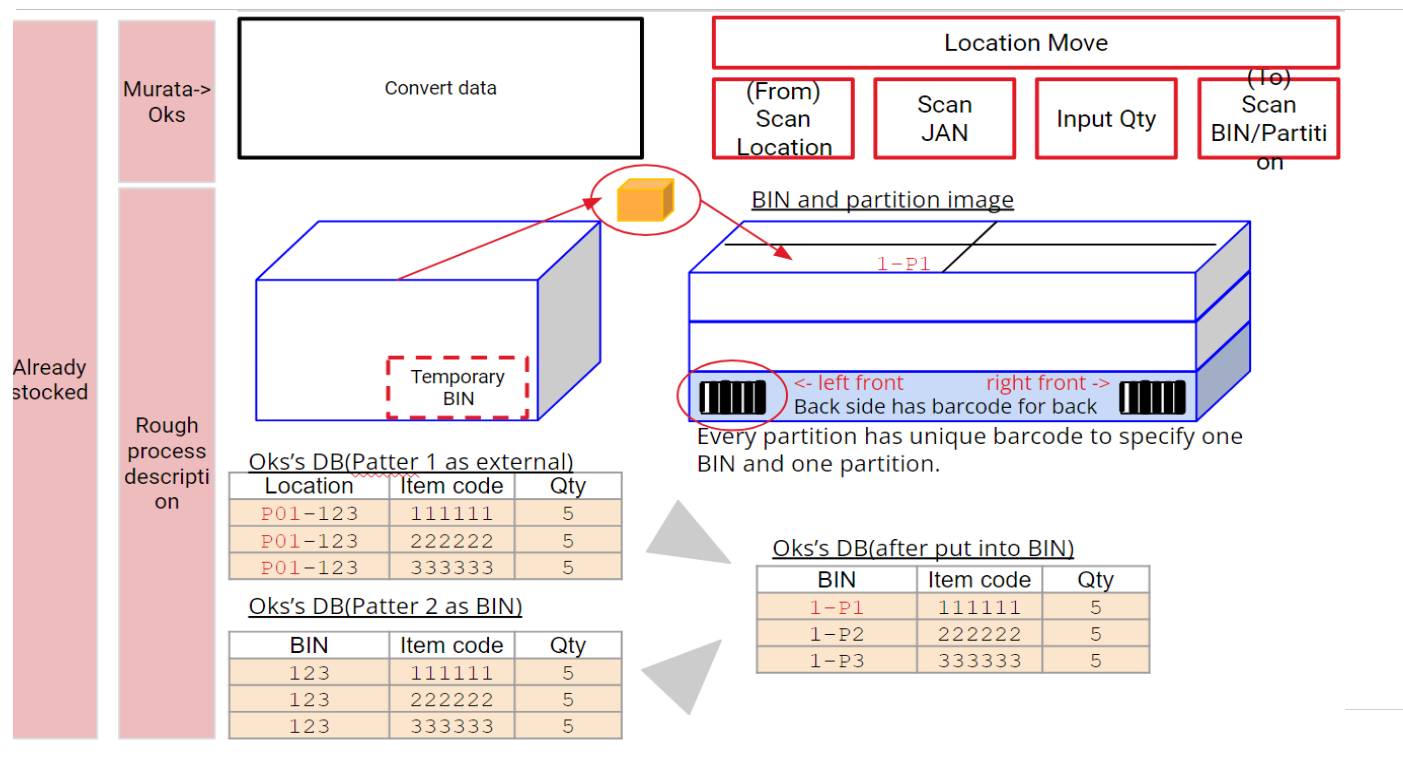 Already
stocked
Murata->
Oks
Rough
process
descripti
on
Convert data
Location Move
(From)
Scan
Location
Scan
JAN
Input Qty
(To)
Scan
BIN/Partiti
on
BIN and partition image
1-P1
Temporary
BIN
<- left front right front ->
Back side has barcode for back
Every partition has unique barcode to specify one
BIN and one partition.
Oks's DB(Patter 1 as external)
Location Item code Qty
P01-123 111111 5
P01-123 222222 5
P01-123 333333 5
Oks's DB(Patter 2 as BIN)
BIN Item code Qty
123 111111 5
123 222222 5
123 333333 5
Oks's DB(after put into BIN)
BIN Item code Qty
1-P1 111111 5
1-P2 222222 5
1-P3 333333 5